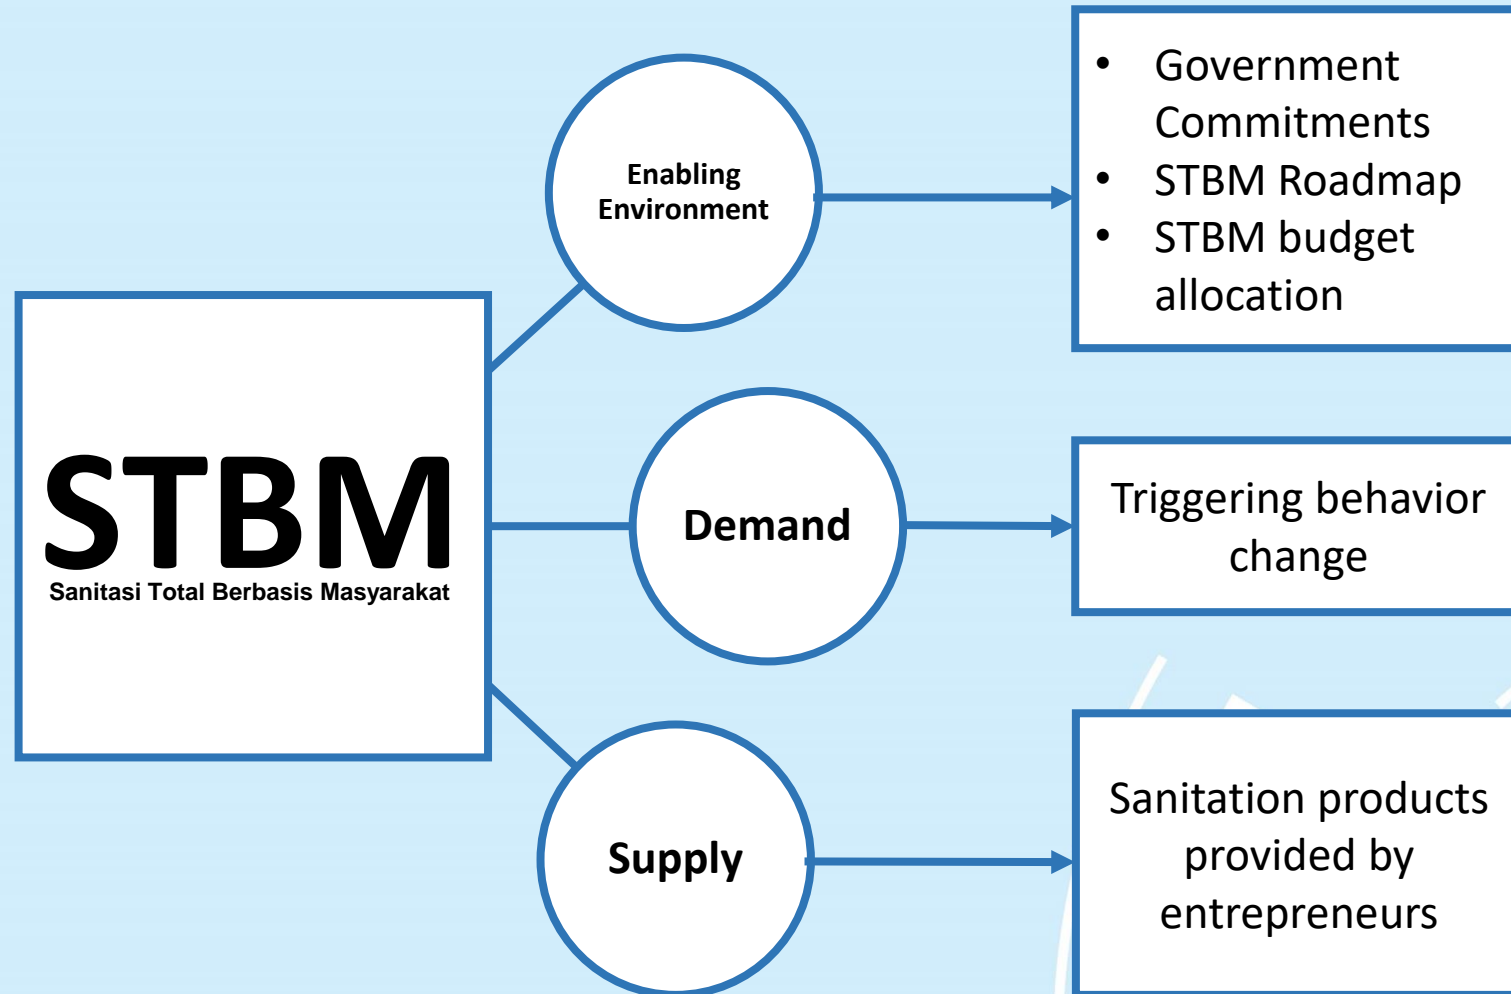 STBM
Sanitasi Total Berbasis Masyarakat
Enabling
Environment
• Government
Commitments
• STBM Roadmap
• STBM budget
allocation
Demand
Triggering behavior
change
Supply
Sanitation products
provided by
entrepreneurs